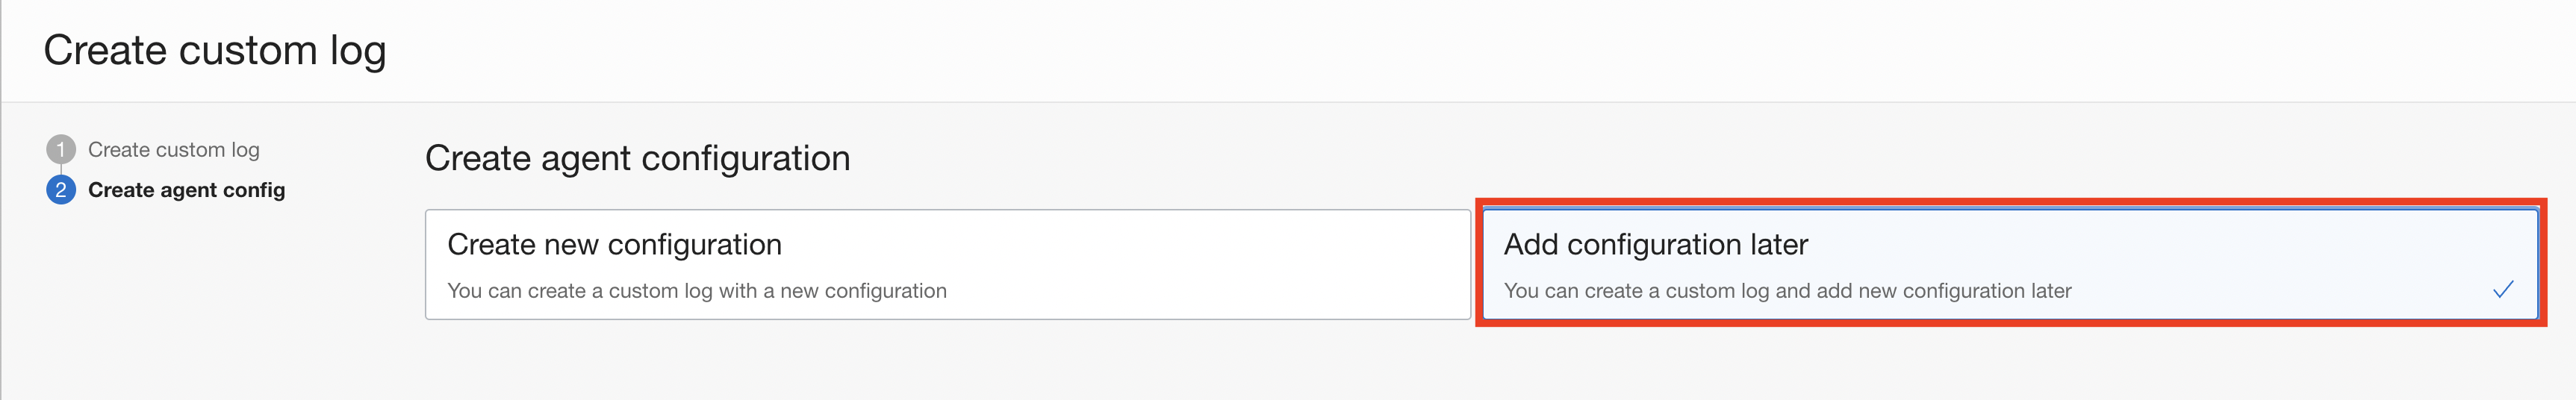 Create custom log
1 Create custom log
2 Create agent config
Create agent configuration
Create new configuration
You can create a custom log with a new configuration
Add configuration later
You can create a custom log and add new configuration later